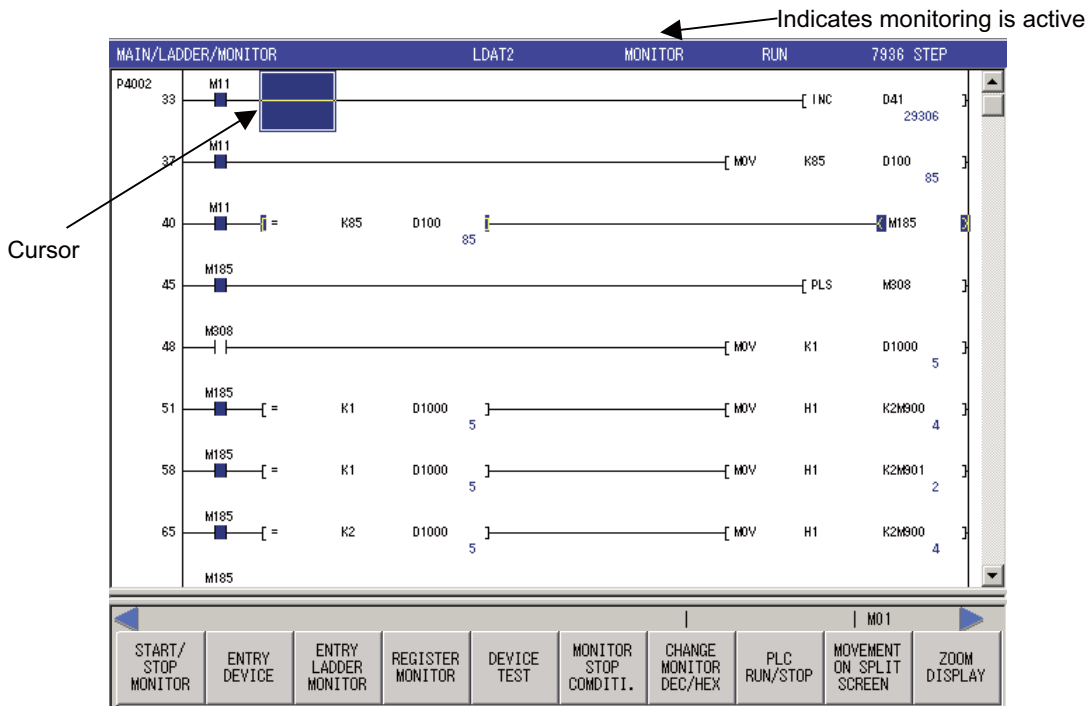 Indicates monitoring is active
MAIN/LADDER/MONITOR LDAT2 MONITOR RUN 7936 STEP
P4002 M11
33 [ INC D41 ]
29306
M11
37 [ MOV K85 D100 ]
85
M11
40 [ = K85 D100 ] ( M185 )
85
Cursor
M185
45 [ PLS M308 ]
M308
48 [ MOV K1 D1000 ]
5
M185
51 [ = K1 D1000 ] [ MOV H1 K2M900 ]
5 4
M185
58 [ = K1 D1000 ] [ MOV H1 K2M901 ]
5 2
M185
65 [ = K2 D1000 ] [ MOV H1 K2M900 ]
5 4
M185
| | M01
START/
STOP
MONITOR
ENTRY
DEVICE
ENTRY
LADDER
MONITOR
REGISTER
MONITOR
DEVICE
TEST
MONITOR
STOP
COMDITI.
CHANGE
MONITOR
DEC/HEX
PLC
RUN/STOP
MOVEMENT
ON SPLIT
SCREEN
ZOOM
DISPLAY